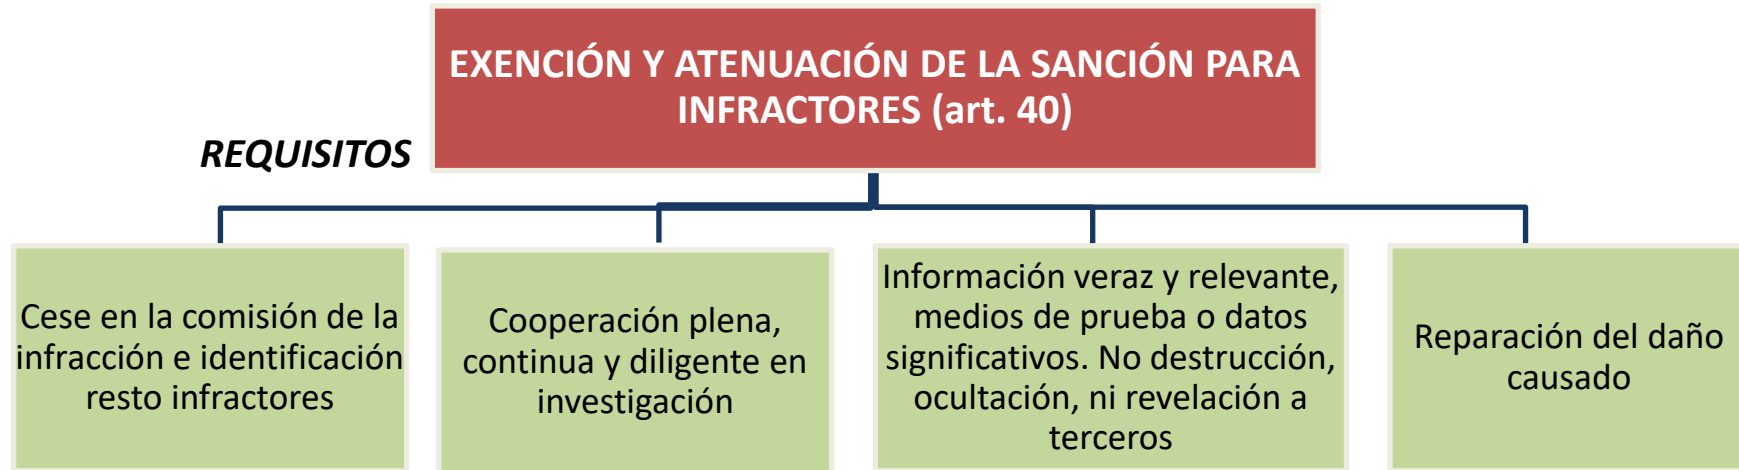 EXENCIÓN Y ATENUACIÓN DE LA SANCIÓN PARA
INFRACTORES (art. 40)
REQUISITOS
Cese en la comisión de la
infracción e identificación
resto infractores
Cooperación plena,
continua y diligente en
investigación
Información veraz y relevante,
medios de prueba o datos
significativos. No destrucción,
ocultación, ni revelación a
terceros
Reparación del daño
causado